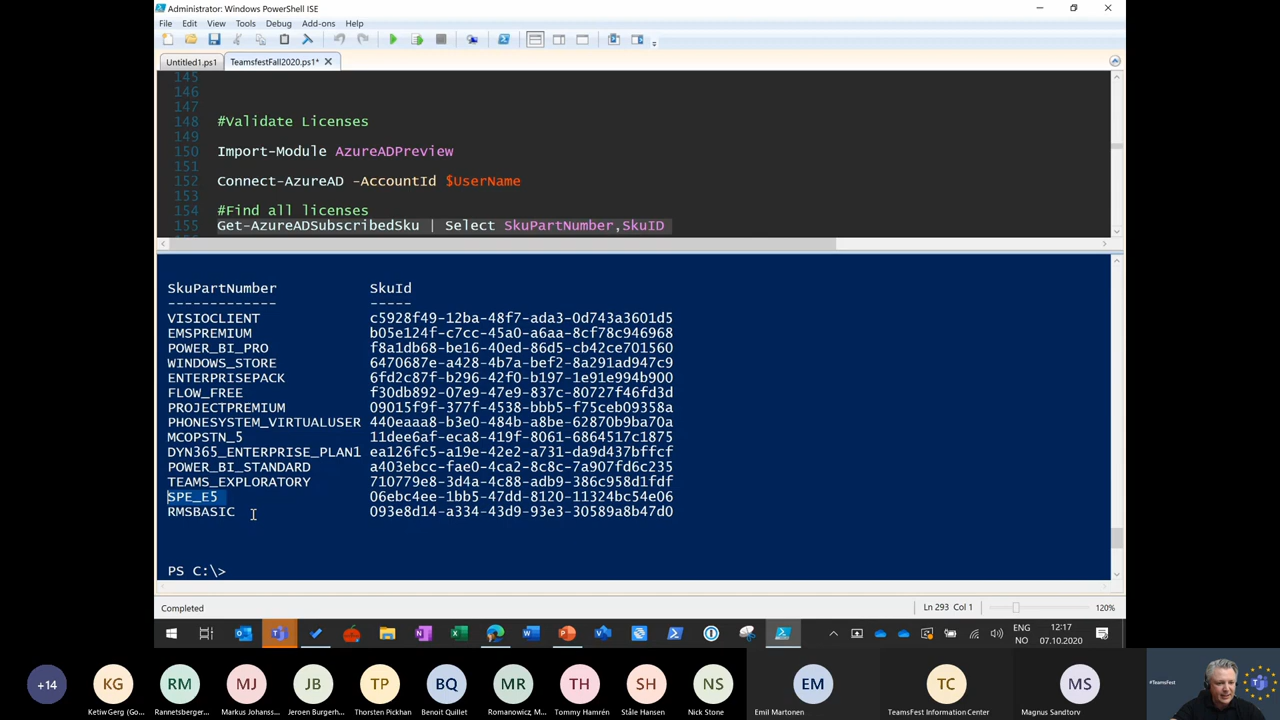 Administrator: Windows PowerShell ISE
File Edit View Tools Debug Add-ons Help
Untitled1.ps1 TeamsfestFall2020.ps1*
145
146
147
148 #Validate Licenses
149
150 Import-Module AzureADPreview
151
152 Connect-AzureAD -AccountId $UserName
153
154 #Find all licenses
155 Get-AzureADSubscribedSku | Select SkuPartNumber,SkuID
SkuPartNumber SkuId
------------- -----
VISIOCLIENT c5928f49-12ba-48f7-ada3-0d743a3601d5
EMSPREMIUM b05e124f-c7cc-45a0-a6aa-8cf78c946968
POWER_BI_PRO f8a1db68-be16-40ed-86d5-cb42ce701560
WINDOWS_STORE 6470687e-a428-4b7a-bef2-8a291ad947c9
ENTERPRISEPACK 6fd2c87f-b296-42f0-b197-1e91e994b900
FLOW_FREE f30db892-07e9-47e9-837c-80727f46fd3d
PROJECTPREMIUM 09015f9f-377f-4538-bbb5-f75ceb09358a
PHONESYSTEM_VIRTUALUSER 440eaaa8-b3e0-484b-a8be-62870b9ba70a
MCOPSTN_5 11dee6af-eca8-419f-8061-6864517c1875
DYN365_ENTERPRISE_PLAN1 ea126fc5-a19e-42e2-a731-da9d437bffcf
POWER_BI_STANDARD a403ebcc-fae0-4ca2-8c8c-7a907fd6c235
TEAMS_EXPLORATORY 710779e8-3d4a-4c88-adb9-386c958d1fdf
SPE_E5 06ebc4ee-1bb5-47dd-8120-11324bc54e06
RMSBASIC 093e8d14-a334-43d9-93e3-30589a8b47d0
PS C:\>
Completed Ln 293 Col 1 120%
EN 12:17
NO 07.10.2020
+14 KG RM MJ JB TP BQ MR TH SH NS EM TC MS #TeamsFest
Ketiw Gerg (Go... Rannetsberger... Markus Johanss... Jeroen Burgerh... Thorsten Pickhan Benoit Quillet Romanowicz, M... Tommy Hamrén Ståle Hansen Nick Stone Emil Martonen TeamsFest Information Center Magnus Sandtorv